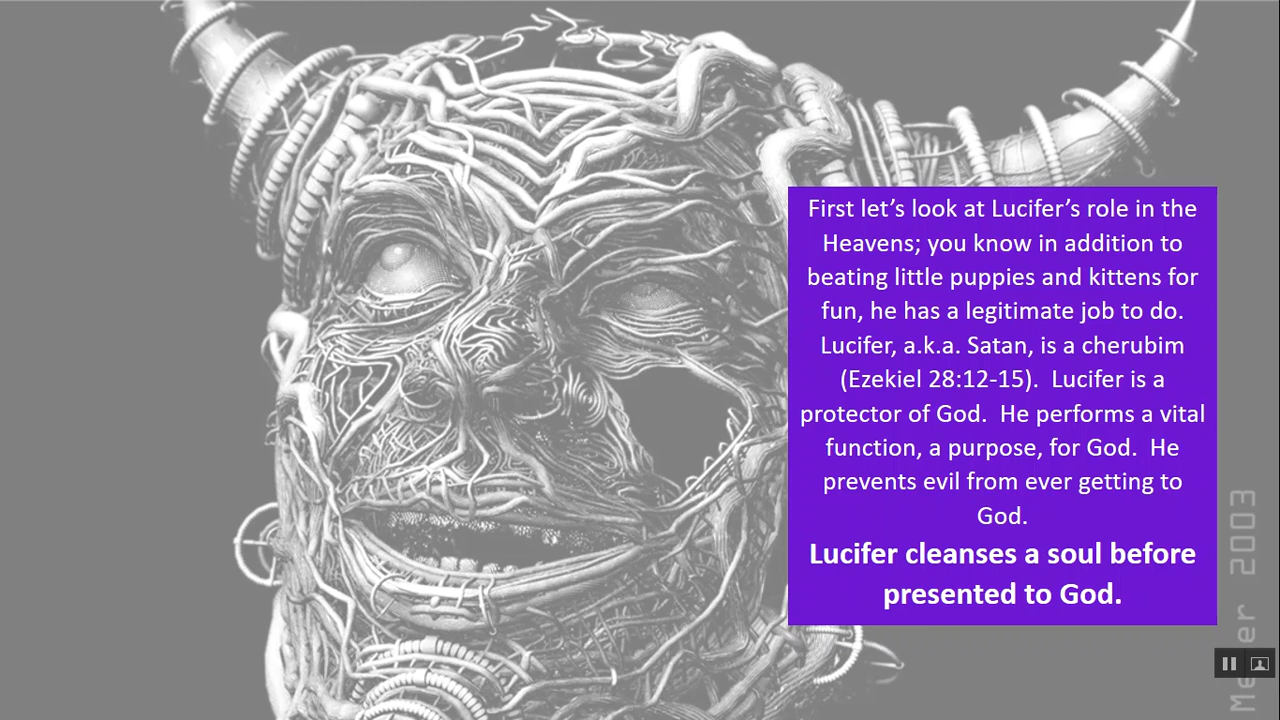 First let’s look at Lucifer’s role in the
Heavens; you know in addition to
beating little puppies and kittens for
fun, he has a legitimate job to do.
Lucifer, a.k.a. Satan, is a cherubim
(Ezekiel 28:12-15).  Lucifer is a
protector of God.  He performs a vital
function, a purpose, for God.  He
prevents evil from ever getting to
God.
Lucifer cleanses a soul before
presented to God.
2003